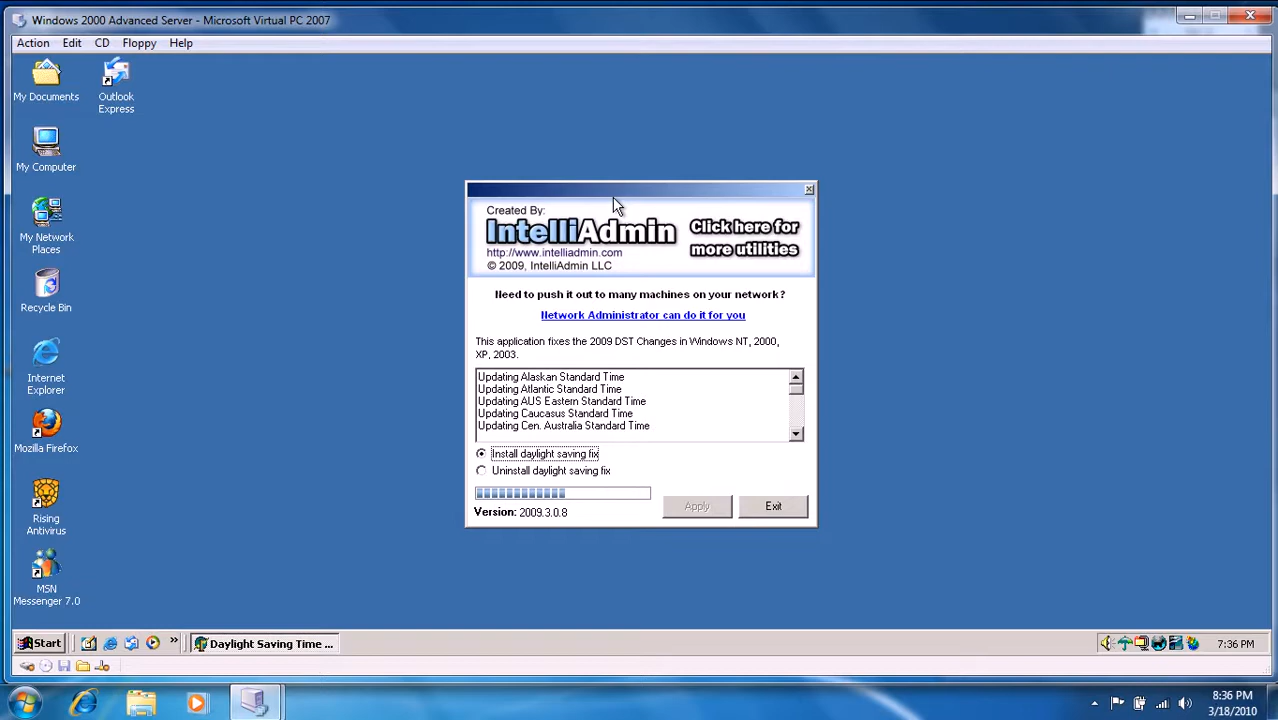 Windows 2000 Advanced Server - Microsoft Virtual PC 2007
Action Edit CD Floppy Help
My Documents
Outlook
Express
My Computer
My Network
Places
Recycle Bin
Internet
Explorer
Mozilla Firefox
Rising
Antivirus
MSN
Messenger 7.0
Created By:
IntelliAdmin
http://www.intelliadmin.com
© 2009, IntelliAdmin LLC
Click here for
more utilities
Need to push it out to many machines on your network?
Network Administrator can do it for you
This application fixes the 2009 DST Changes in Windows NT, 2000,
XP, 2003.
Updating Alaskan Standard Time
Updating Atlantic Standard Time
Updating AUS Eastern Standard Time
Updating Caucasus Standard Time
Updating Cen. Australia Standard Time
Install daylight saving fix
Uninstall daylight saving fix
Version: 2009.3.0.8
Apply
Exit
Start
»
Daylight Saving Time ...
7:36 PM
8:36 PM
3/18/2010